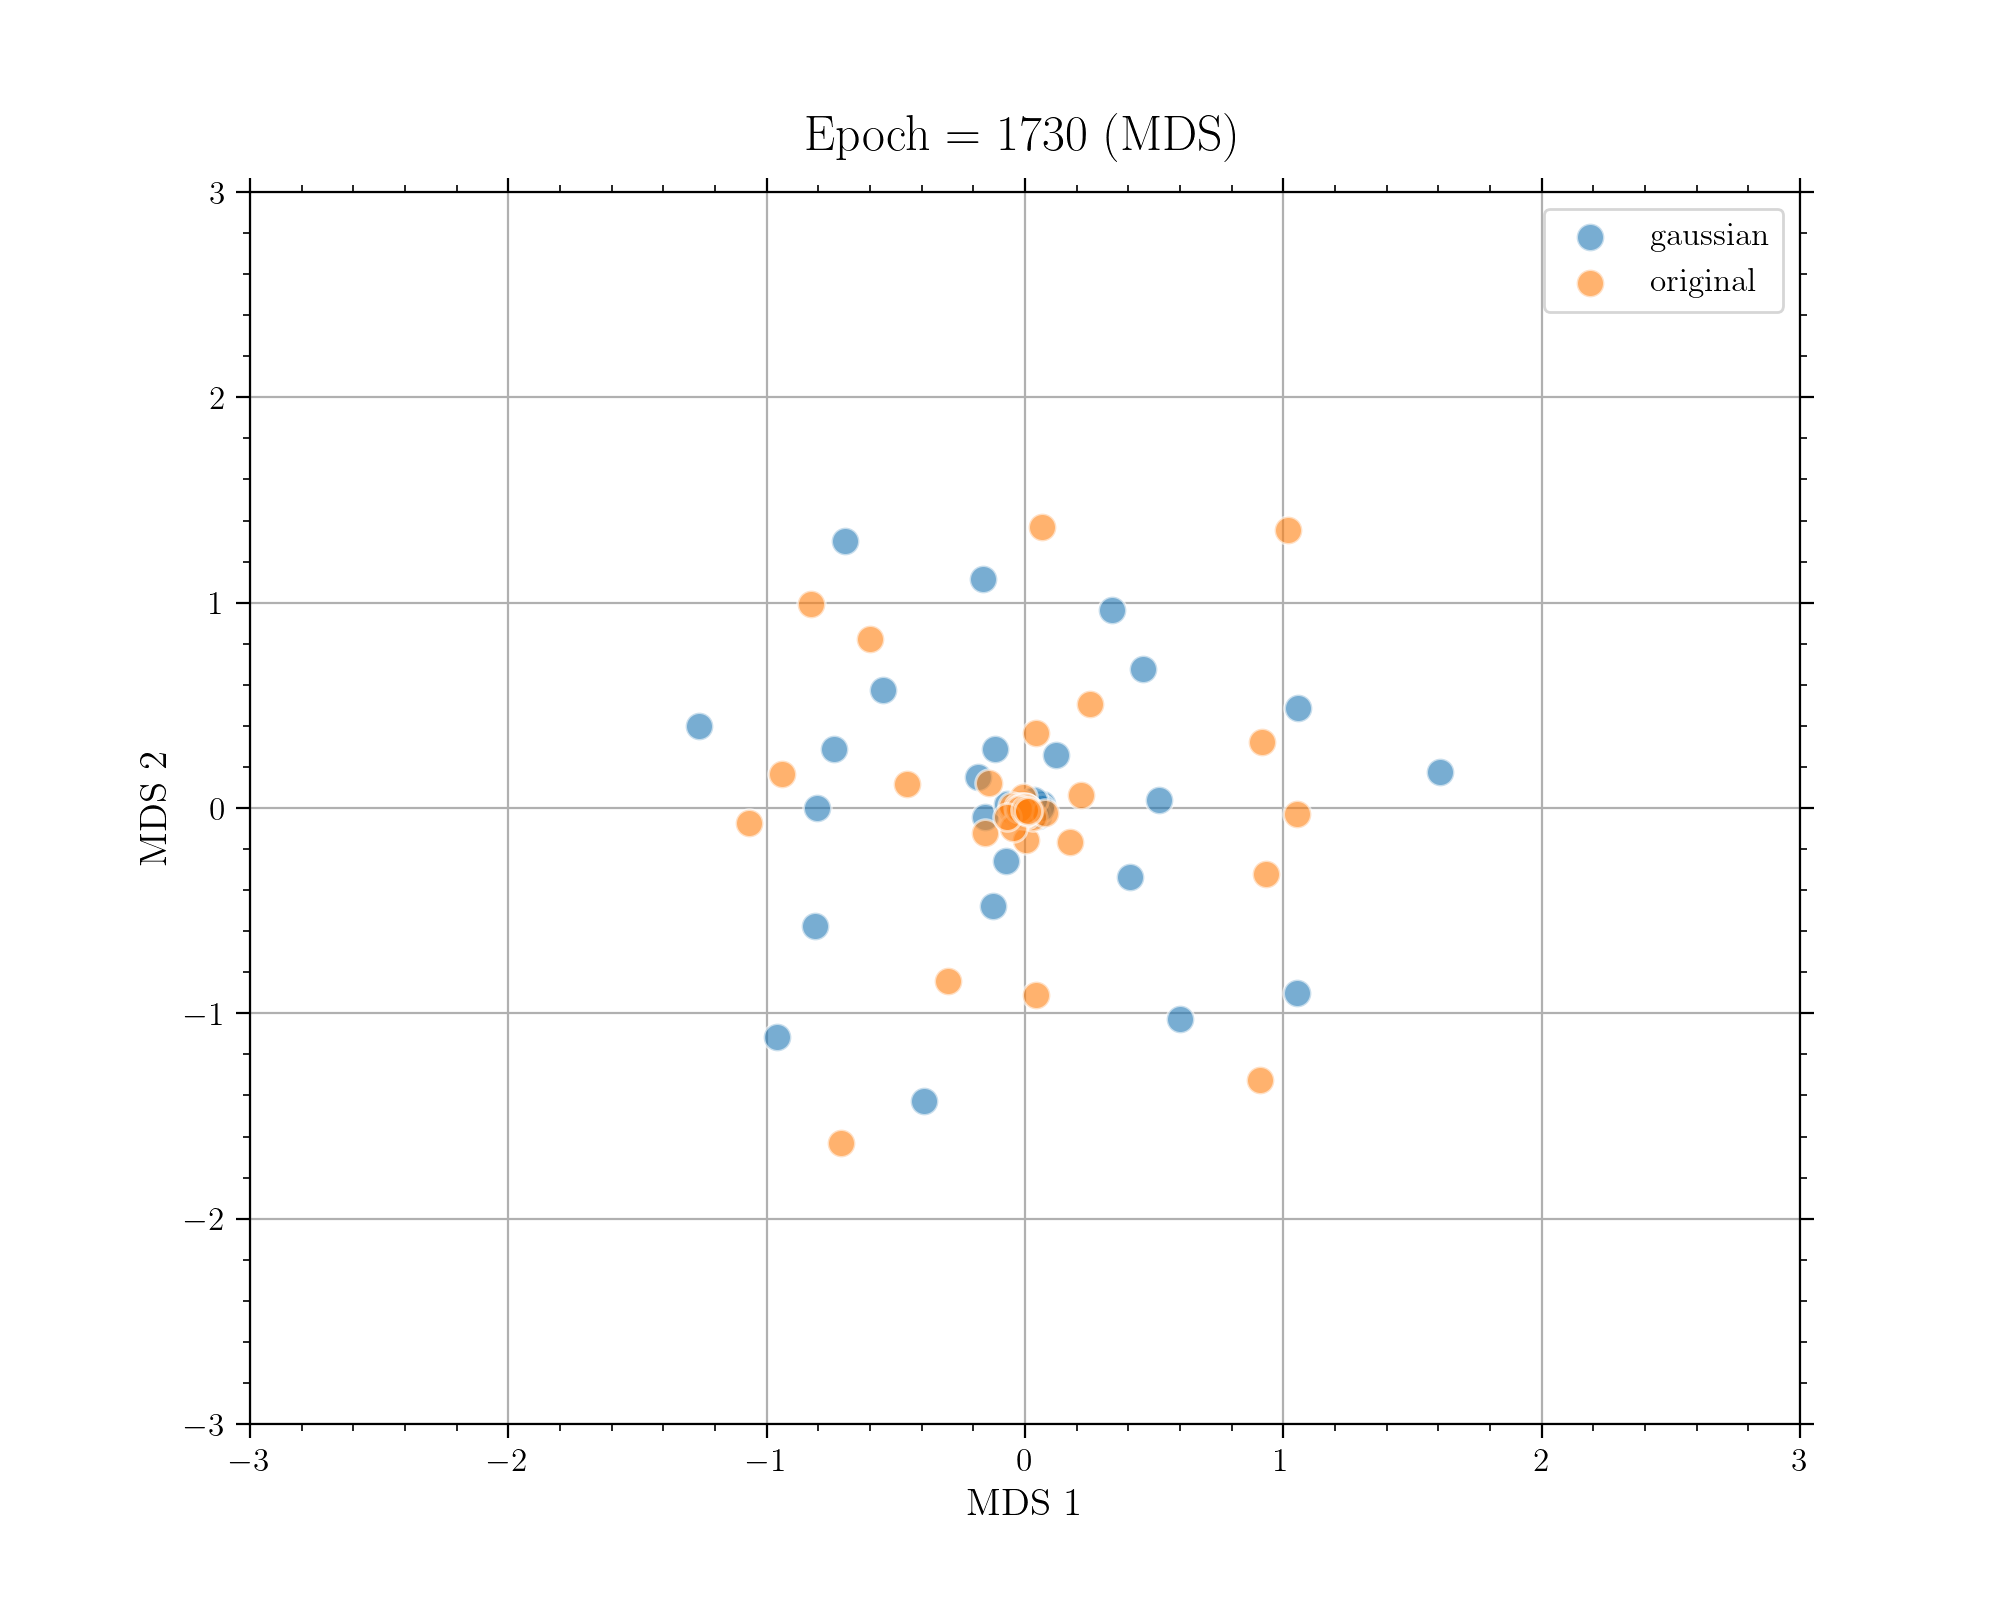 Epoch = 1730 (MDS)
gaussian
original
3
2
1
0
−1
−2
−3
MDS 2
−3 −2 −1 0 1 2 3
MDS 1